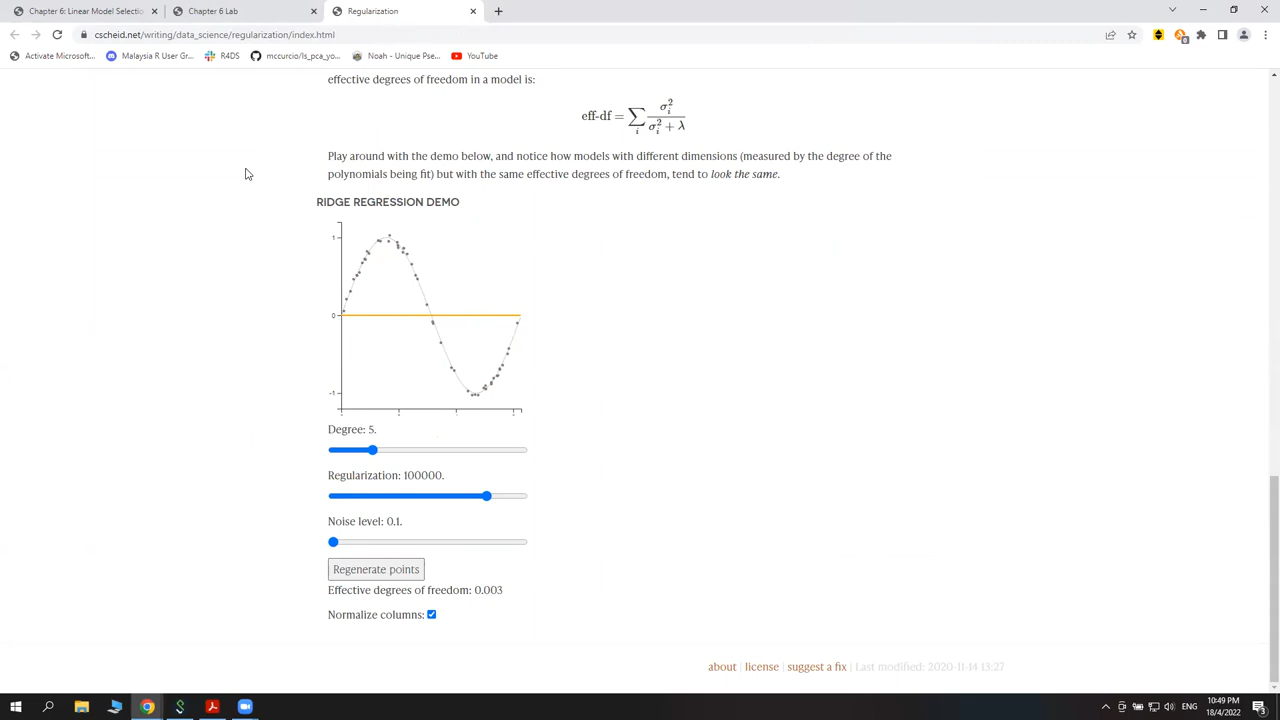 Chapter 6: Linear Model Selectio
Chapter 6 Lab
Regularization
cscheid.net/writing/data_science/regularization/index.html
Activate Microsoft...
Malaysia R User Gr...
R4DS
mccurcio/ls_pca_yo...
Noah - Unique Pse...
YouTube
effective degrees of freedom in a model is:
eff-df = ∑_i σ_i^2 / (σ_i^2 + λ)
Play around with the demo below, and notice how models with different dimensions (measured by the degree of the
polynomials being fit) but with the same effective degrees of freedom, tend to look the same.
RIDGE REGRESSION DEMO
1
0
-1
Degree: 5.
Regularization: 100000.
Noise level: 0.1.
Regenerate points
Effective degrees of freedom: 0.003
Normalize columns:
about | license | suggest a fix | Last modified: 2020-11-14 13:27
10:49 PM
18/4/2022